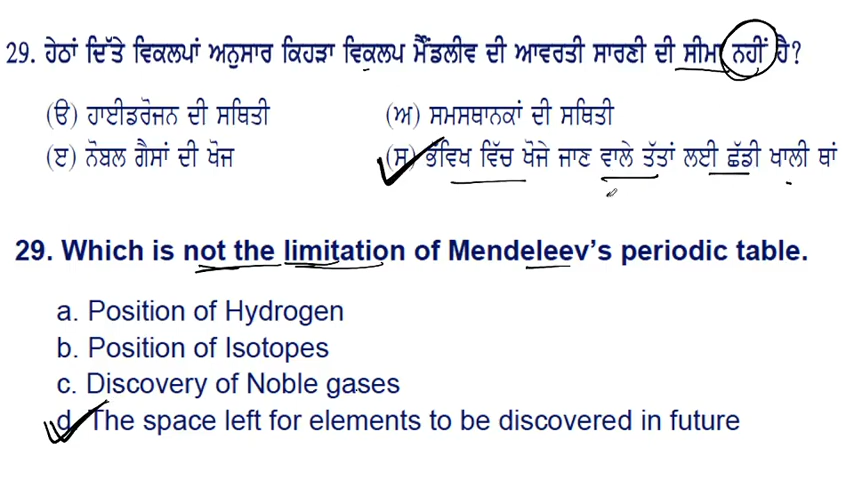 29. ਹੇਠਾਂ ਦਿੱਤੇ ਵਿਕਲਪਾਂ ਅਨੁਸਾਰ ਕਿਹੜਾ ਵਿਕਲਪ ਮੈਂਡਲੀਵ ਦੀ ਆਵਰਤੀ ਸਾਰਣੀ ਦੀ ਸੀਮਾ ਨਹੀਂ ਹੈ?
(ੳ) ਹਾਈਡਰੋਜਨ ਦੀ ਸਥਿਤੀ (ਅ) ਸਮਸਥਾਨਕਾਂ ਦੀ ਸਥਿਤੀ
(ੲ) ਨੋਬਲ ਗੈਸਾਂ ਦੀ ਖੋਜ (ਸ) ਭਵਿਖ ਵਿੱਚ ਖੋਜੇ ਜਾਣ ਵਾਲੇ ਤੱਤਾਂ ਲਈ ਛੱਡੀ ਖਾਲੀ ਥਾਂ
29. Which is not the limitation of Mendeleev’s periodic table.
a. Position of Hydrogen
b. Position of Isotopes
c. Discovery of Noble gases
d. The space left for elements to be discovered in future